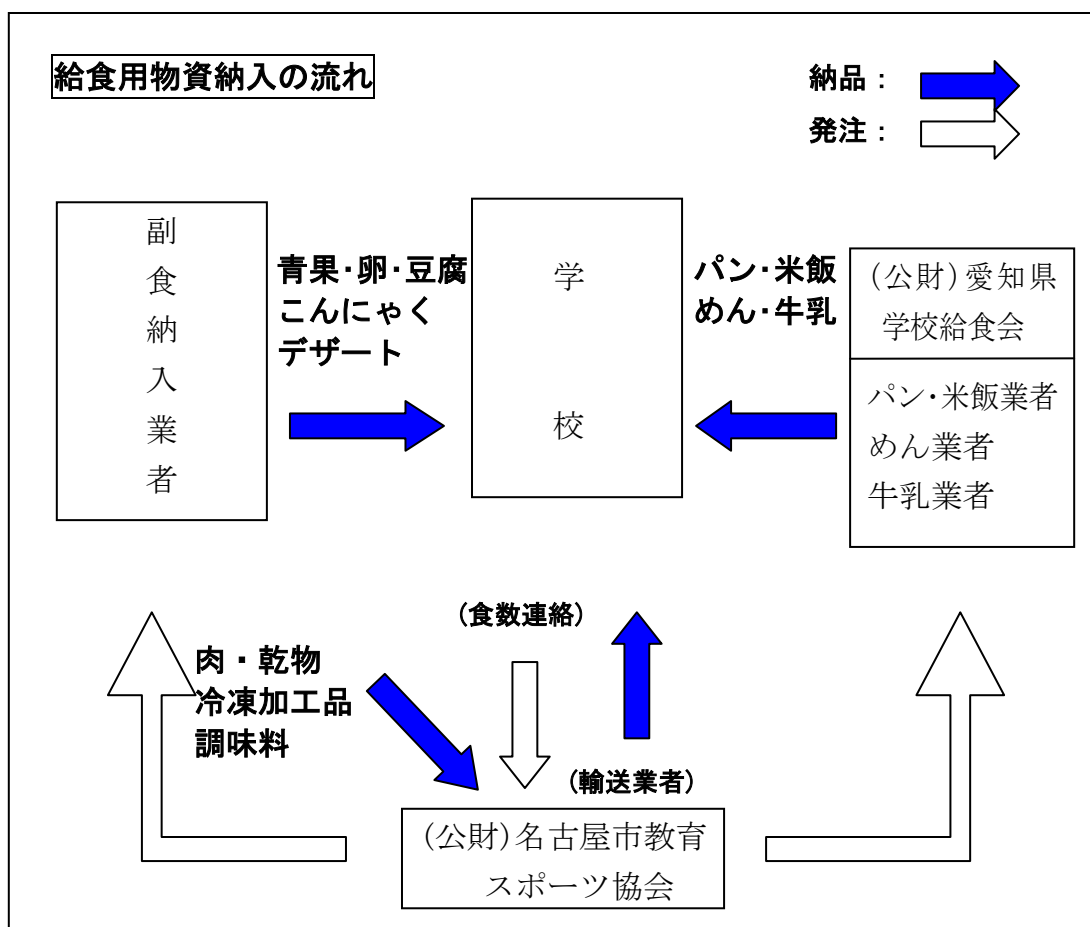 給食用物資納入の流れ
納品：
発注：
副食納入業者
青果・卵・豆腐
こんにゃく
デザート
学校
パン・米飯
めん・牛乳
(公財)愛知県
学校給食会
パン・米飯業者
めん業者
牛乳業者
(食数連絡)
肉・乾物
冷凍加工品
調味料
(輸送業者)
(公財)名古屋市教育
スポーツ協会